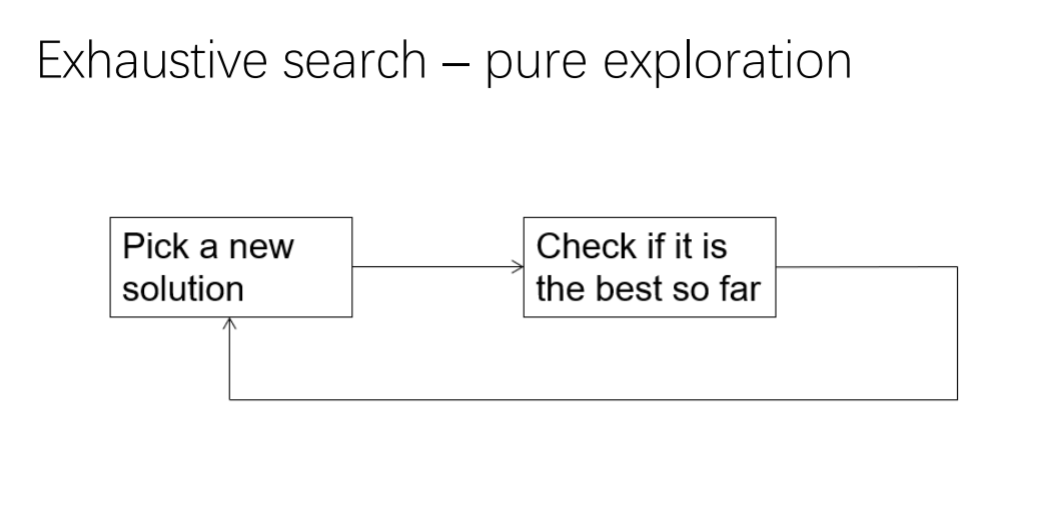 Exhaustive search – pure exploration
Pick a new
solution
Check if it is
the best so far